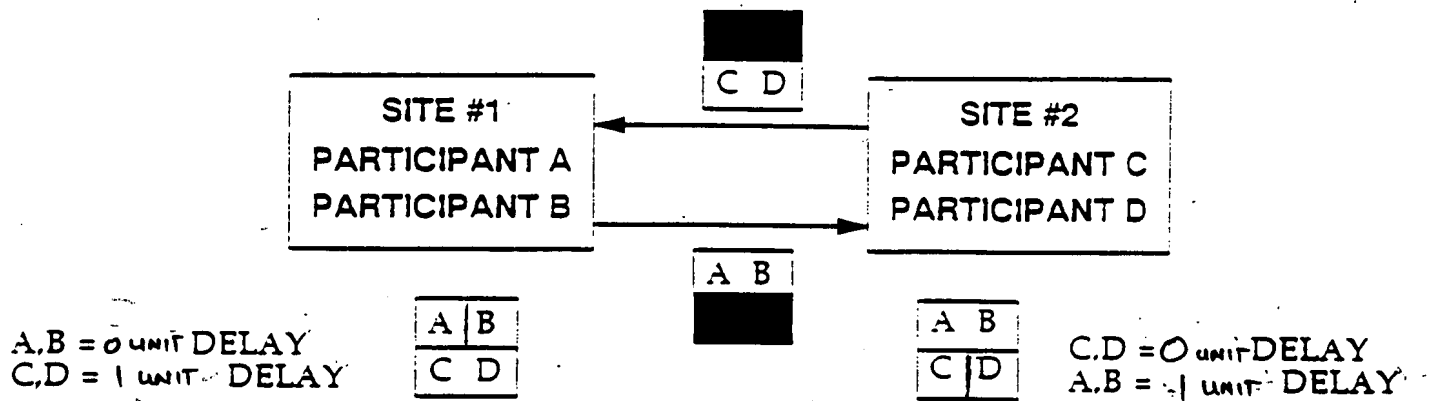 C D
SITE #1
PARTICIPANT A
PARTICIPANT B
SITE #2
PARTICIPANT C
PARTICIPANT D
A B
A B
C D
A,B = 0 UNIT DELAY
C,D = 1 UNIT DELAY
A B
C D
C,D = 0 UNIT DELAY
A,B = 1 UNIT DELAY